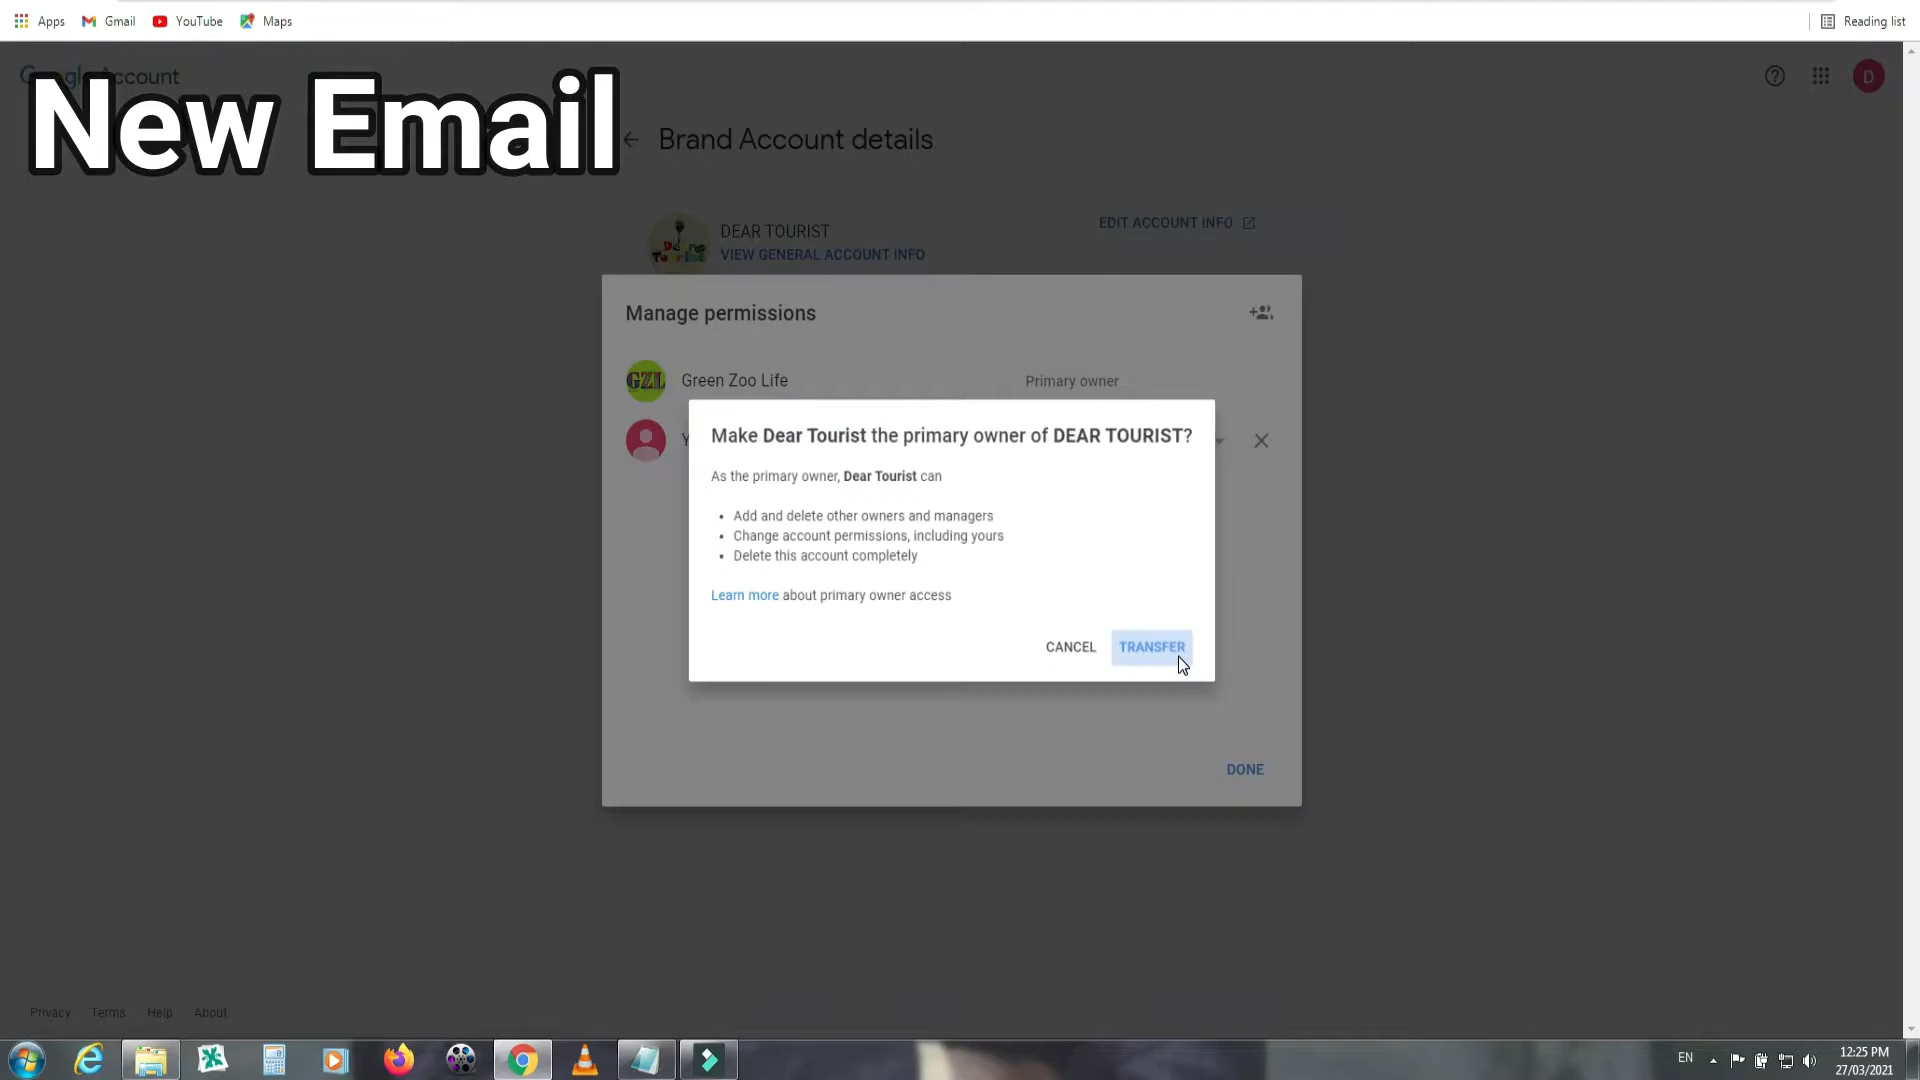 Apps Gmail YouTube Maps Reading list
Google Account
New Email
D
Brand Account details
DEAR TOURIST
EDIT ACCOUNT INFO
VIEW GENERAL ACCOUNT INFO
Manage permissions
GZL
Green Zoo Life
Primary owner
Y
Make Dear Tourist the primary owner of DEAR TOURIST?
As the primary owner, Dear Tourist can
• Add and delete other owners and managers
• Change account permissions, including yours
• Delete this account completely
Learn more about primary owner access
CANCEL TRANSFER
DONE
Privacy Terms Help About
EN
12:25 PM
27/03/2021